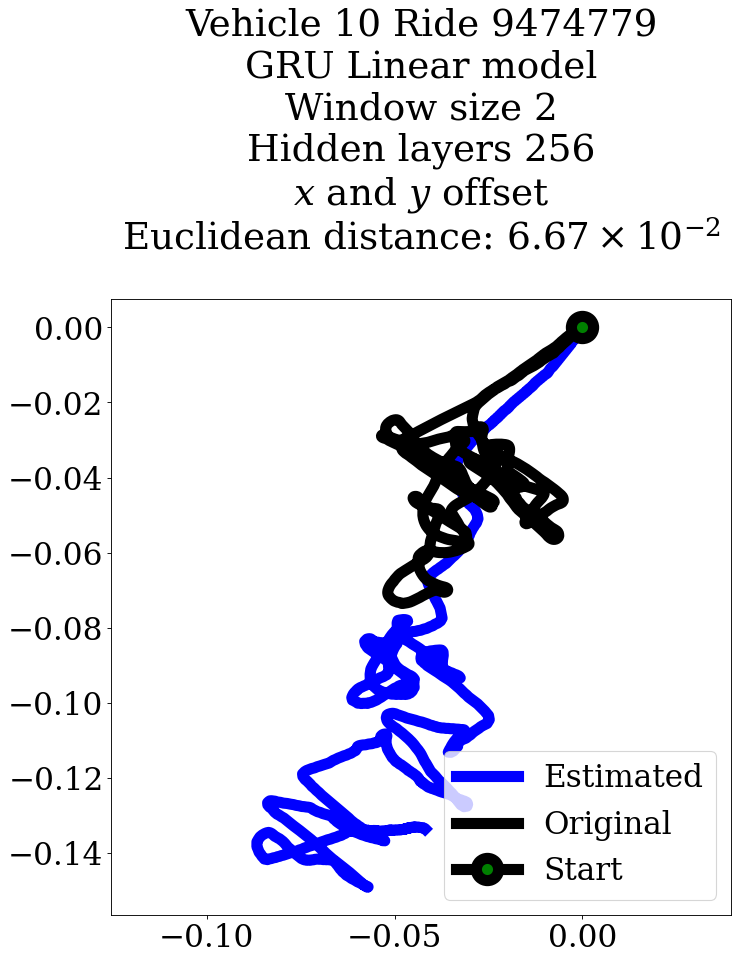 Vehicle 10 Ride 9474779
GRU Linear model
Window size 2
Hidden layers 256
x and y offset
Euclidean distance: 6.67 × 10⁻²
0.00
−0.02
−0.04
−0.06
−0.08
−0.10
−0.12
−0.14
Estimated
Original
Start
−0.10
−0.05
0.00